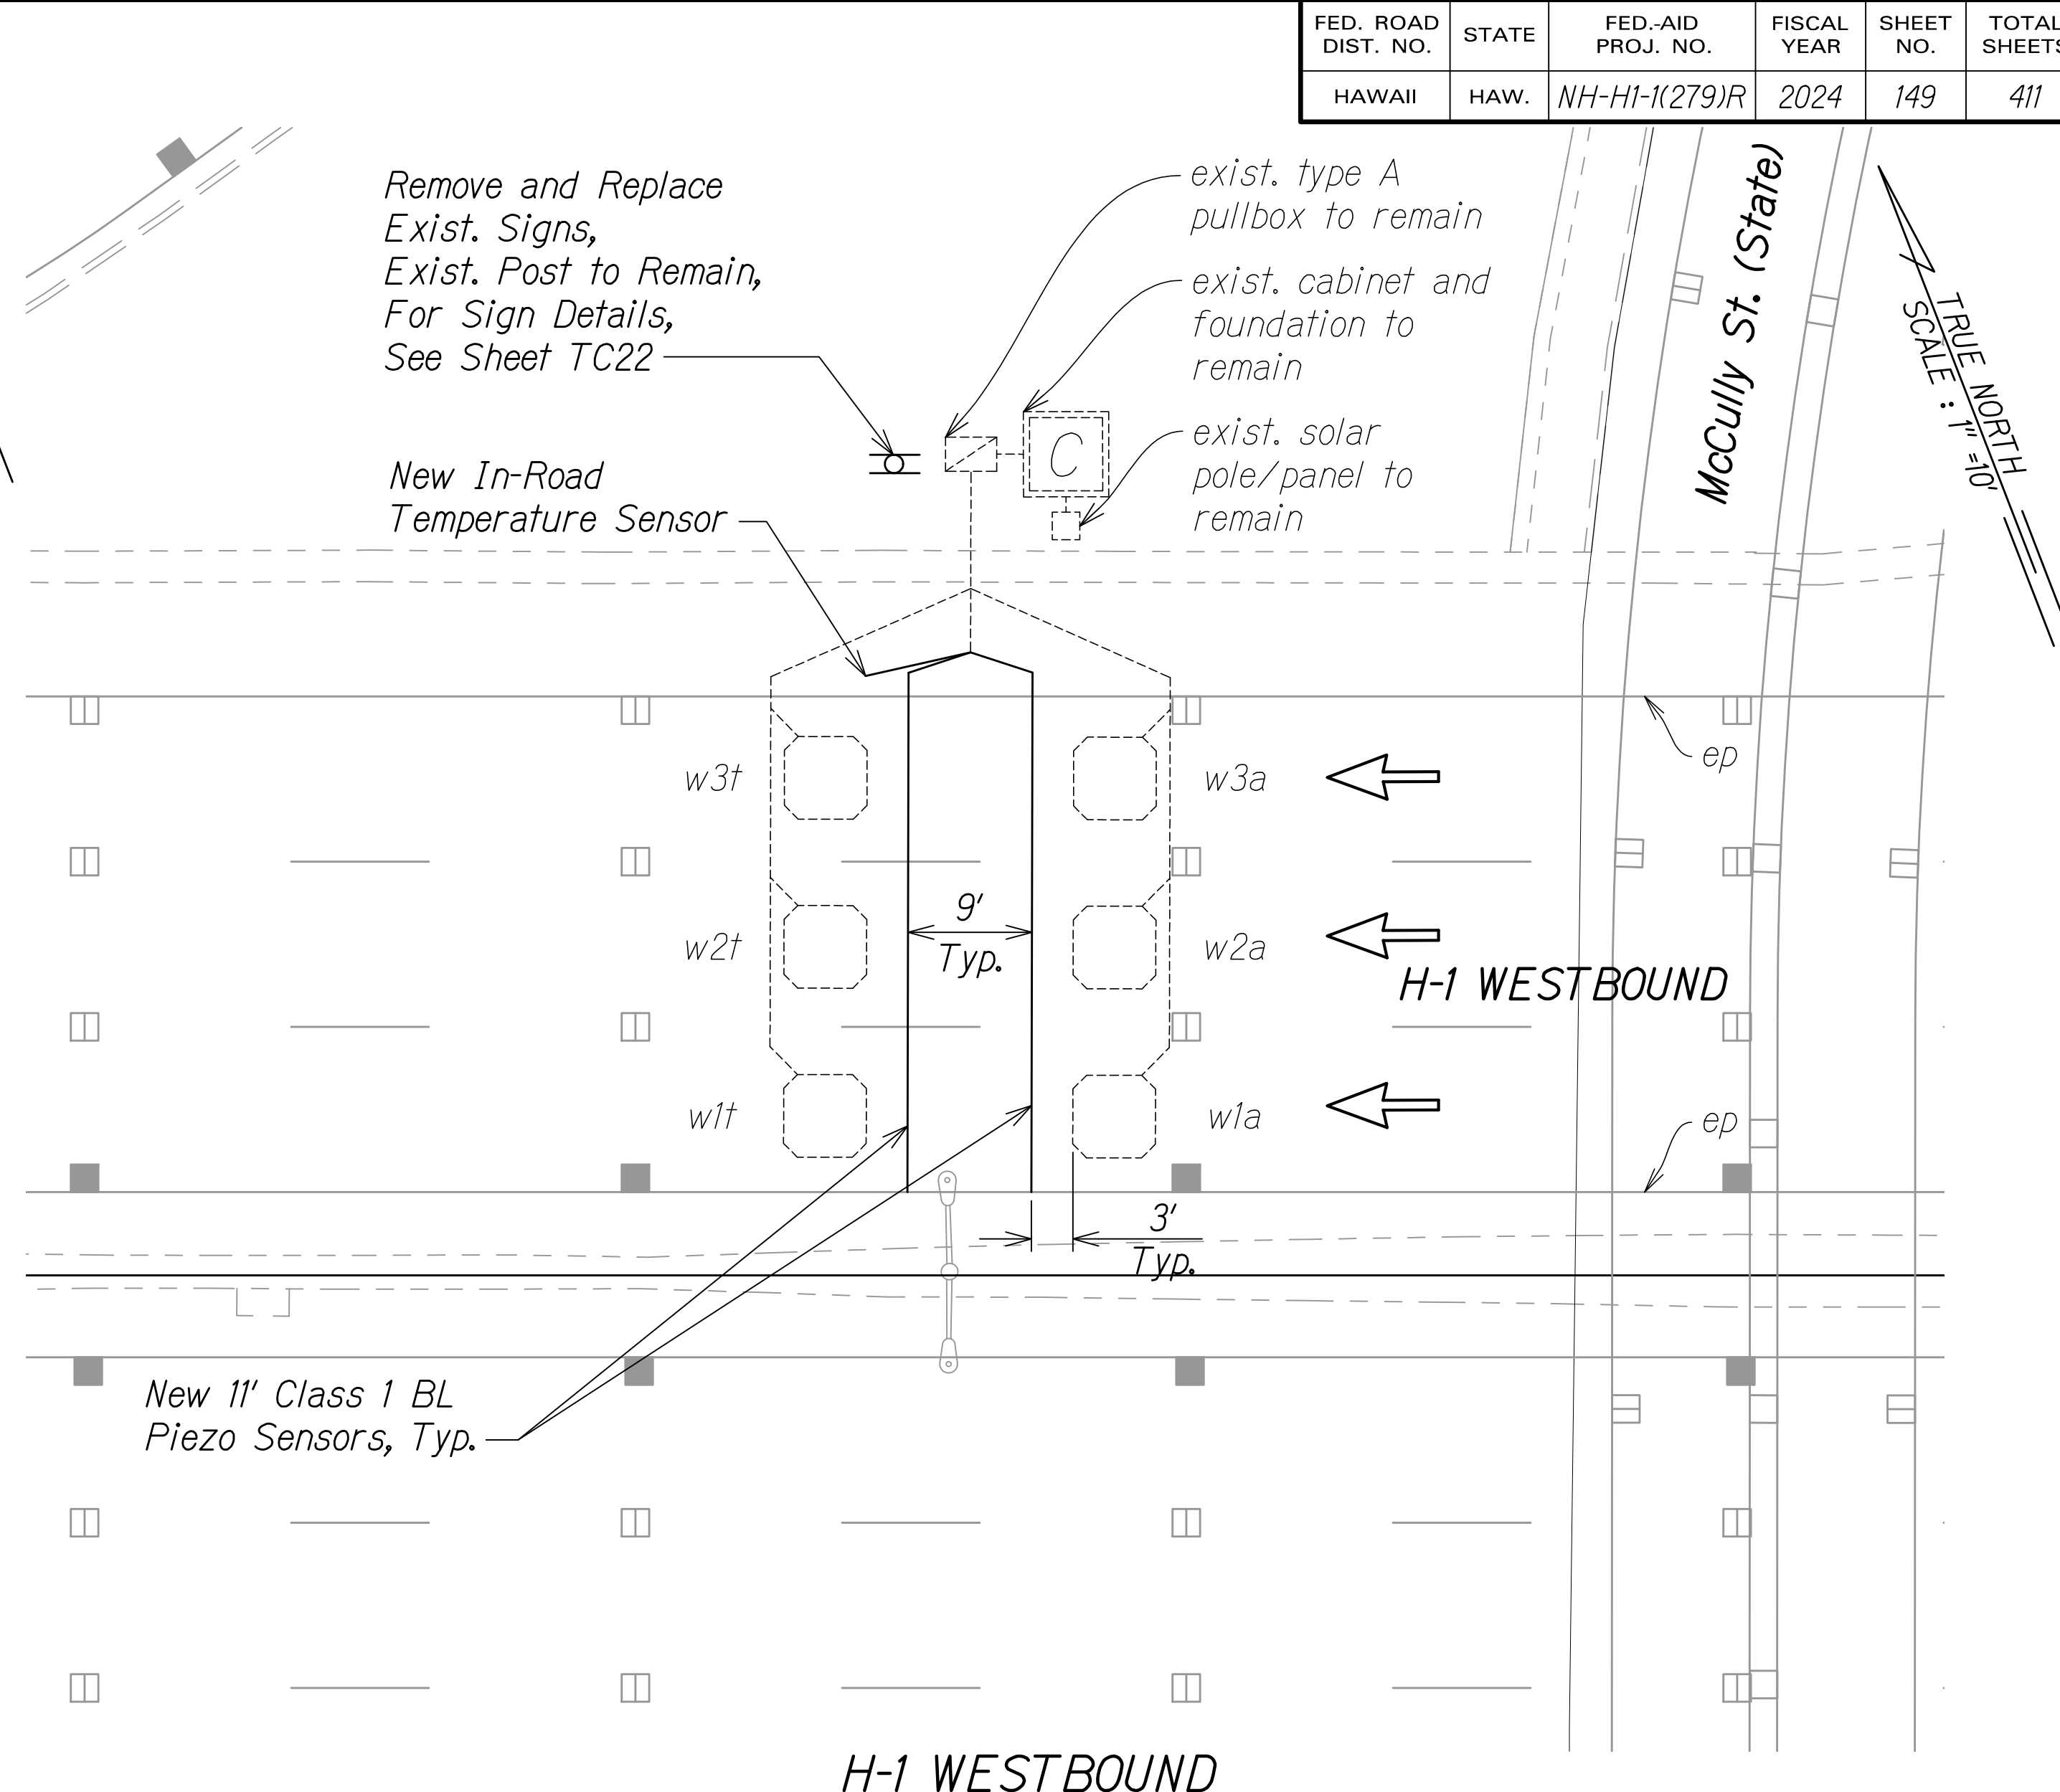 FED. ROAD DIST. NO. STATE FED.-AID PROJ. NO. FISCAL YEAR SHEET NO. TOTAL SHEETS
HAWAII HAW. NH-H1-1(279)R 2024 149 411
Remove and Replace
Exist. Signs,
Exist. Post to Remain,
For Sign Details,
See Sheet TC22
New In-Road
Temperature Sensor
exist. type A
pullbox to remain
exist. cabinet and
foundation to
remain
exist. solar
pole/panel to
remain
C
McCully St. (State)
TRUE NORTH
SCALE : 1" =10'
w3t
w3a
ep
9'
Typ.
w2t
w2a
H-1 WESTBOUND
w1t
w1a
ep
3'
Typ.
New 11' Class 1 BL
Piezo Sensors, Typ.
H-1 WESTBOUND